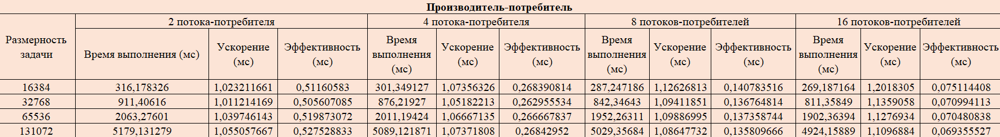 Производитель-потребитель
Размерность задачи
2 потока-потребителя 4 потока-потребителя 8 потоков-потребителей 16 потоков-потребителей
Время выполнения (мс) Ускорение (мс) Эффективность (мс) Время выполнения (мс) Ускорение (мс) Эффективность (мс) Время выполнения (мс) Ускорение (мс) Эффективность (мс) Время выполнения (мс) Ускорение (мс) Эффективность (мс)
16384 316,178326 1,023211661 0,51160583 301,349127 1,07356326 0,268390814 287,247186 1,12626813 0,140783516 269,187164 1,2018305 0,075114408
32768 911,40616 1,011214169 0,505607085 876,21927 1,05182213 0,262955534 842,34643 1,09411851 0,136764814 811,35849 1,1359058 0,070994113
65536 2063,27601 1,039746143 0,519873072 2011,19424 1,06667135 0,266667837 1952,26311 1,09886995 0,137358744 1902,36394 1,1276934 0,070480838
131072 5179,131279 1,055057667 0,527528833 5089,121871 1,07371808 0,26842952 5029,35684 1,08647732 0,135809666 4924,15889 1,1096884 0,069355527